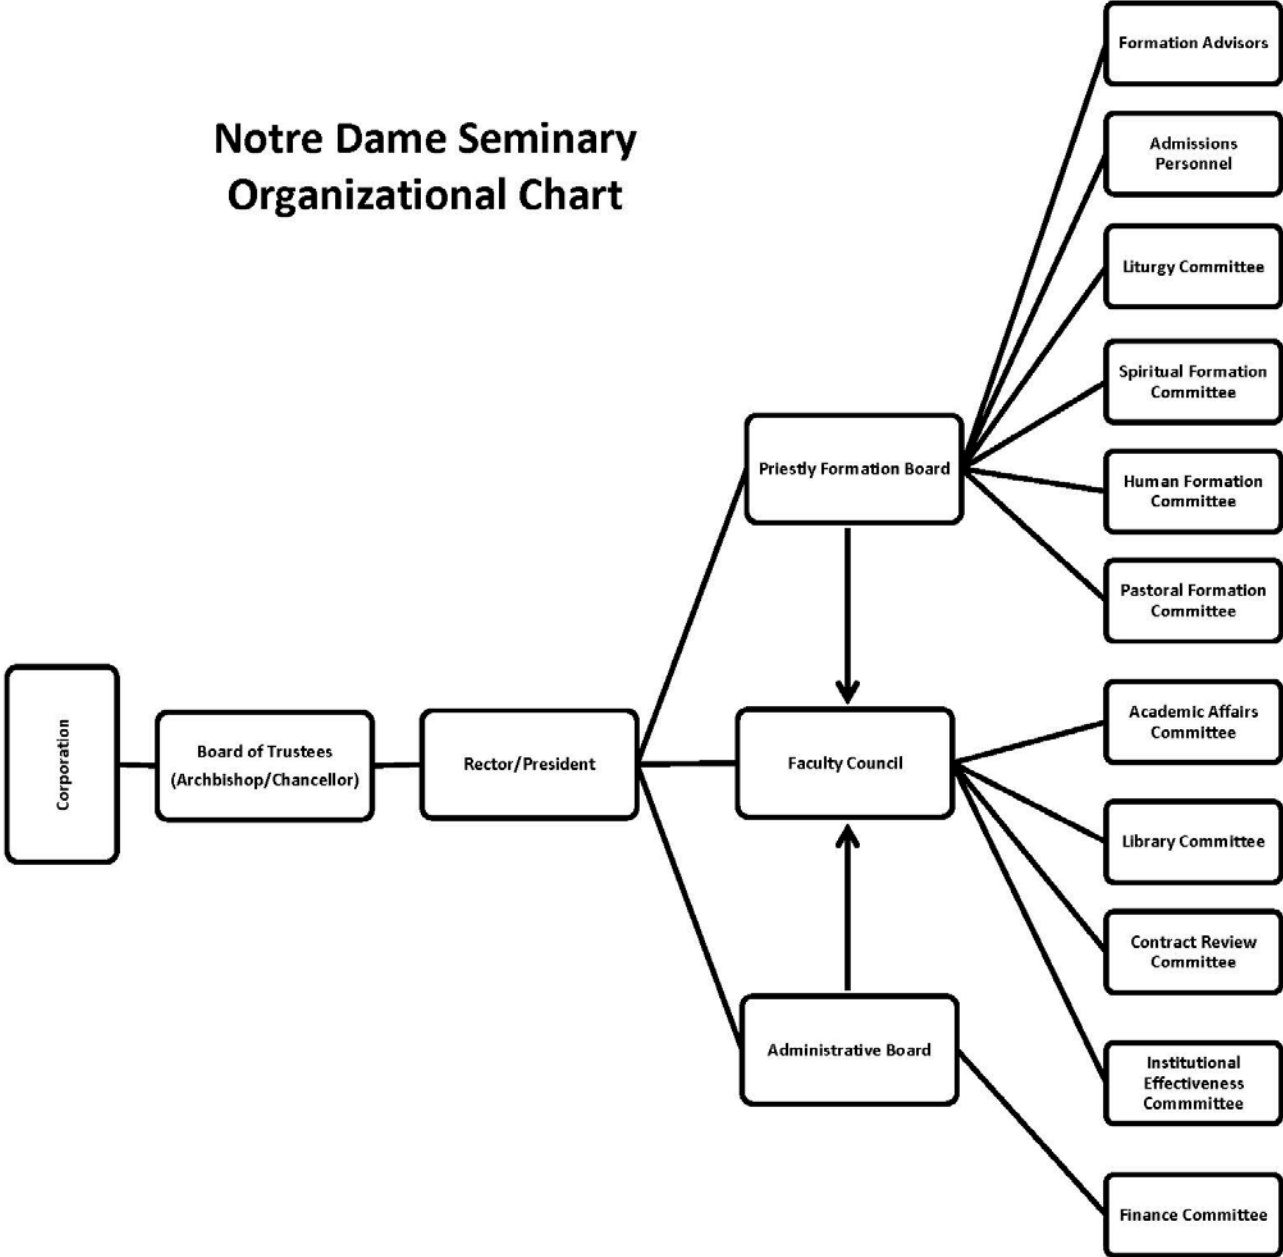 Notre Dame Seminary
Organizational Chart
Formation Advisors
Admissions
Personnel
Liturgy Committee
Spiritual Formation
Committee
Human Formation
Committee
Pastoral Formation
Committee
Priestly Formation Board
Corporation
Board of Trustees
(Archbishop/Chancellor)
Rector/President
Faculty Council
Academic Affairs
Committee
Library Committee
Contract Review
Committee
Institutional
Effectiveness
Commmittee
Administrative Board
Finance Committee